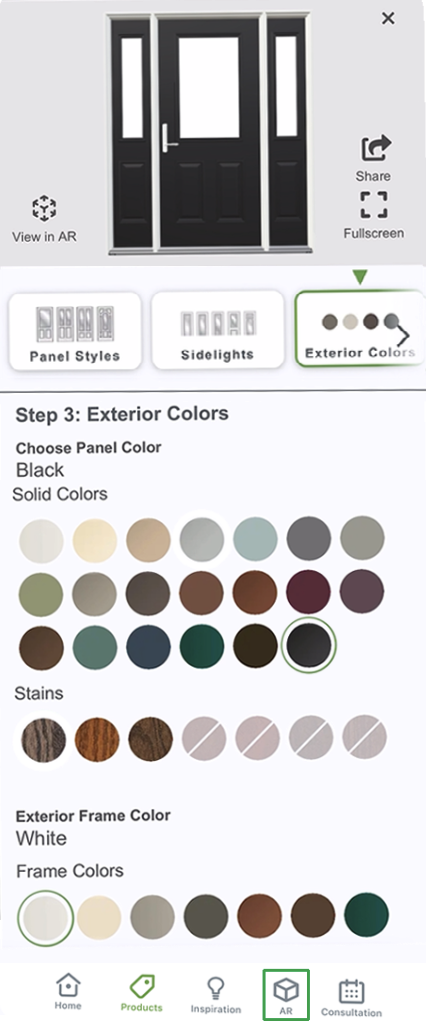 Share
View in AR
Fullscreen
Panel Styles
Sidelights
Exterior Colors
Step 3: Exterior Colors
Choose Panel Color
Black
Solid Colors
Stains
Exterior Frame Color
White
Frame Colors
Home
Products
Inspiration
AR
Consultation